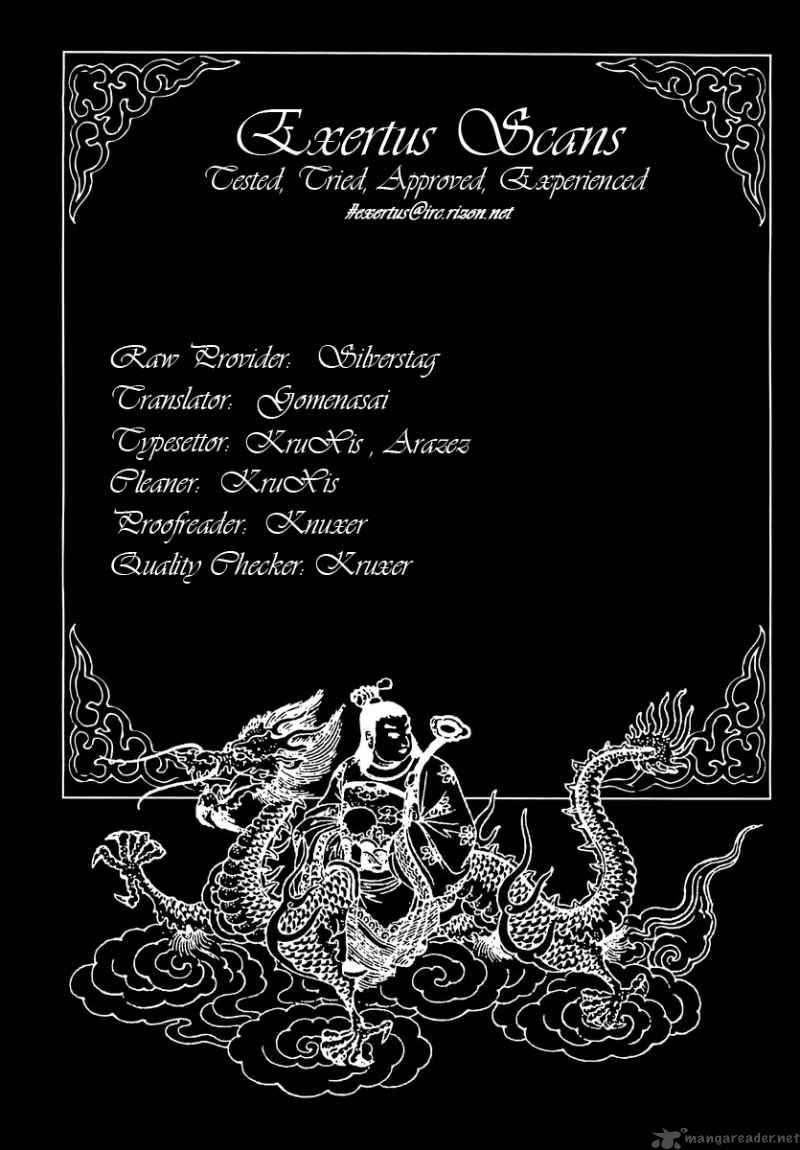 Exertus Scans
Tested, Tried, Approved, Experienced
#exertus@irc.rizon.net
Raw Provider: Silverstag
Translator: Gomenasai
Typesettor: KruXis , Arazez
Cleaner: KruXis
Proofreader: Knuxer
Quality Checker: Kruxer
mangareader.net